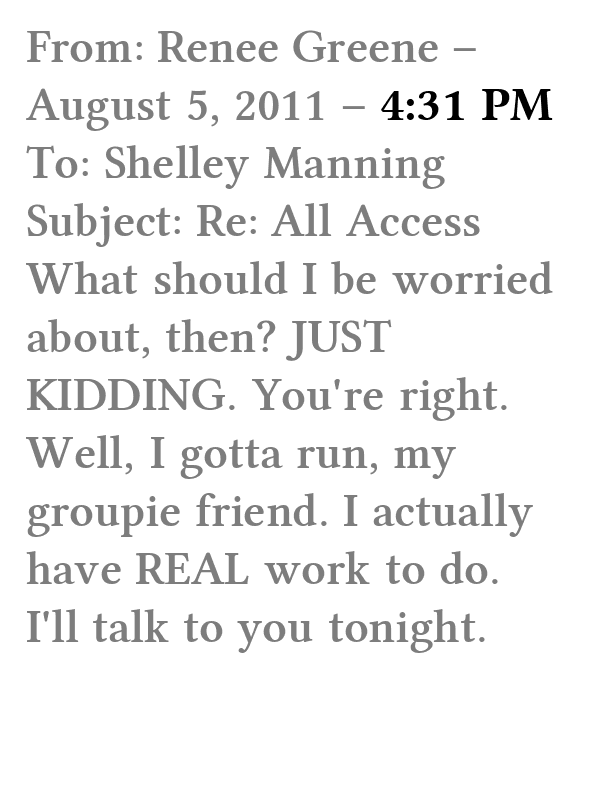 From: Renee Greene –
August 5, 2011 – 4:31 PM
To: Shelley Manning
Subject: Re: All Access
What should I be worried
about, then? JUST
KIDDING. You're right.
Well, I gotta run, my
groupie friend. I actually
have REAL work to do.
I'll talk to you tonight.